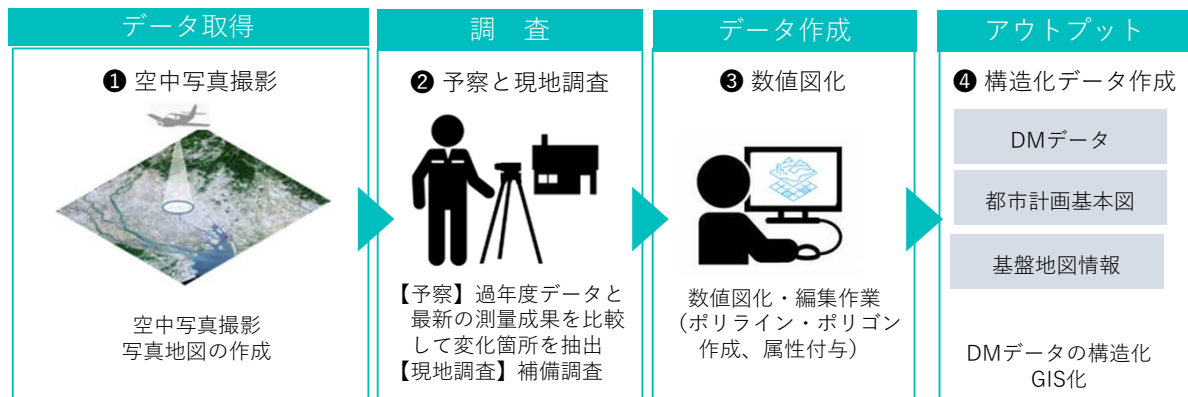 データ取得
❶ 空中写真撮影
空中写真撮影
写真地図の作成
調　査
❷ 予察と現地調査
【予察】過年度データと
最新の測量成果を比較
して変化箇所を抽出
【現地調査】補備調査
データ作成
❸ 数値図化
数値図化・編集作業
（ポリライン・ポリゴン
作成、属性付与）
アウトプット
❹ 構造化データ作成
DMデータ
都市計画基本図
基盤地図情報
DMデータの構造化
GIS化